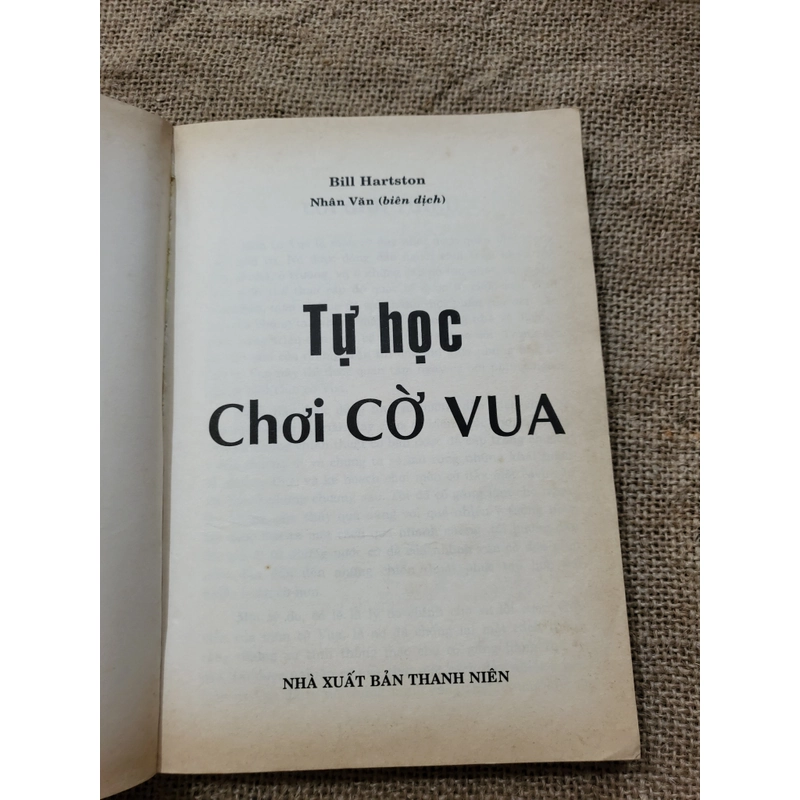 Bill Hartston
Nhân Văn (biên dịch)
Tự học
Chơi CỜ VUA
NHÀ XUẤT BẢN THANH NIÊN